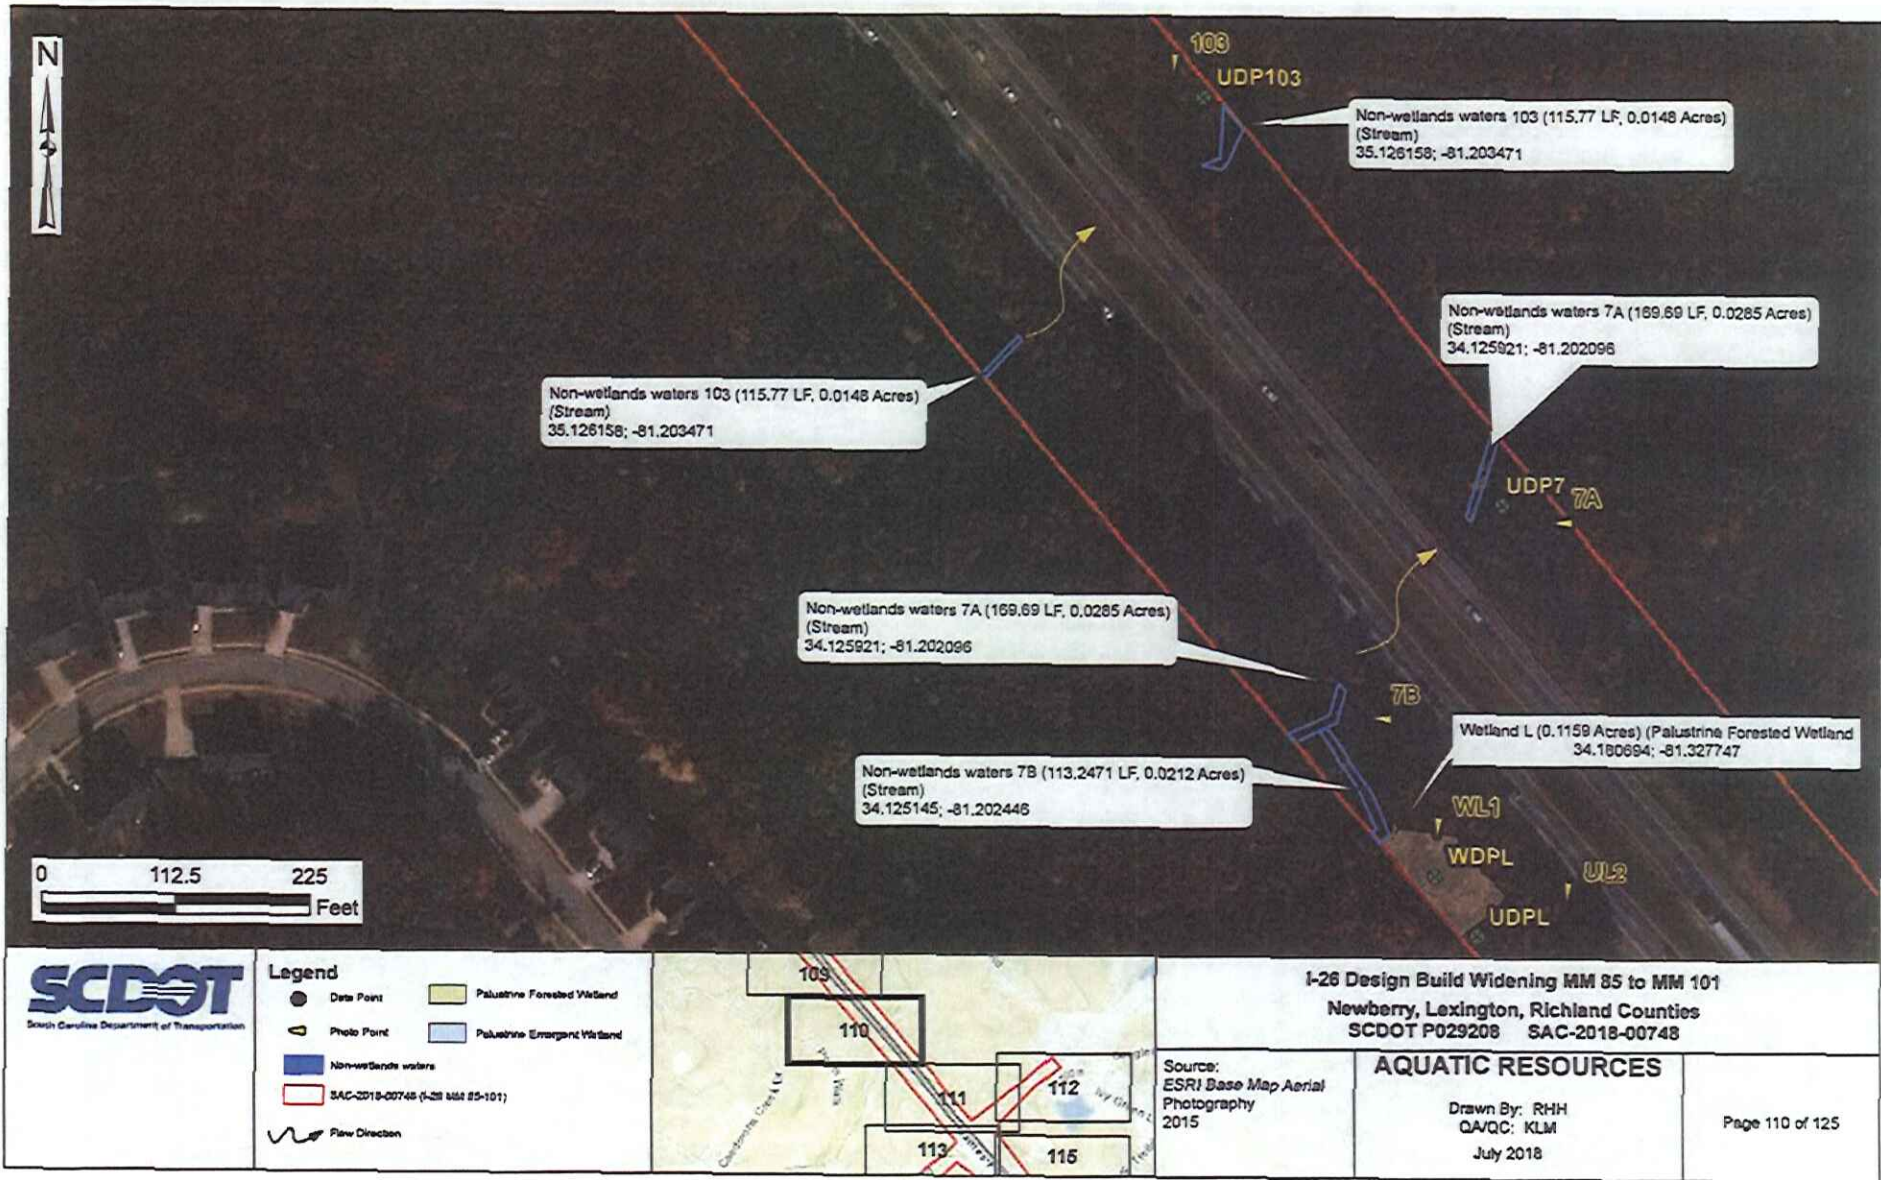 N
103
UDP103
Non-wetlands waters 103 (115.77 LF, 0.0148 Acres)
(Stream)
35.126158; -81.203471
Non-wetlands waters 7A (169.69 LF, 0.0285 Acres)
(Stream)
34.125921; -81.202096
Non-wetlands waters 103 (115.77 LF, 0.0148 Acres)
(Stream)
35.126158; -81.203471
UDP7
7A
Non-wetlands waters 7A (169.69 LF, 0.0285 Acres)
(Stream)
34.125921; -81.202096
7B
Wetland L (0.1159 Acres) (Palustrine Forested Wetland
34.180694; -81.327747
Non-wetlands waters 7B (113.2471 LF, 0.0212 Acres)
(Stream)
34.125145; -81.202446
WL1
WDPL
UL2
UDPL
0 112.5 225
Feet
SCDOT
South Carolina Department of Transportation
Legend
Data Point
Palustrine Forested Wetland
Photo Point
Palustrine Emergent Wetland
Non-wetlands waters
SAC-2018-00748 (I-26 MM 85-101)
Flow Direction
109
110
111
112
113
115
I-26 Design Build Widening MM 85 to MM 101
Newberry, Lexington, Richland Counties
SCDOT P029208 SAC-2018-00748
Source:
ESRI Base Map Aerial
Photography
2015
AQUATIC RESOURCES
Drawn By: RHH
QA/QC: KLM
July 2018
Page 110 of 125